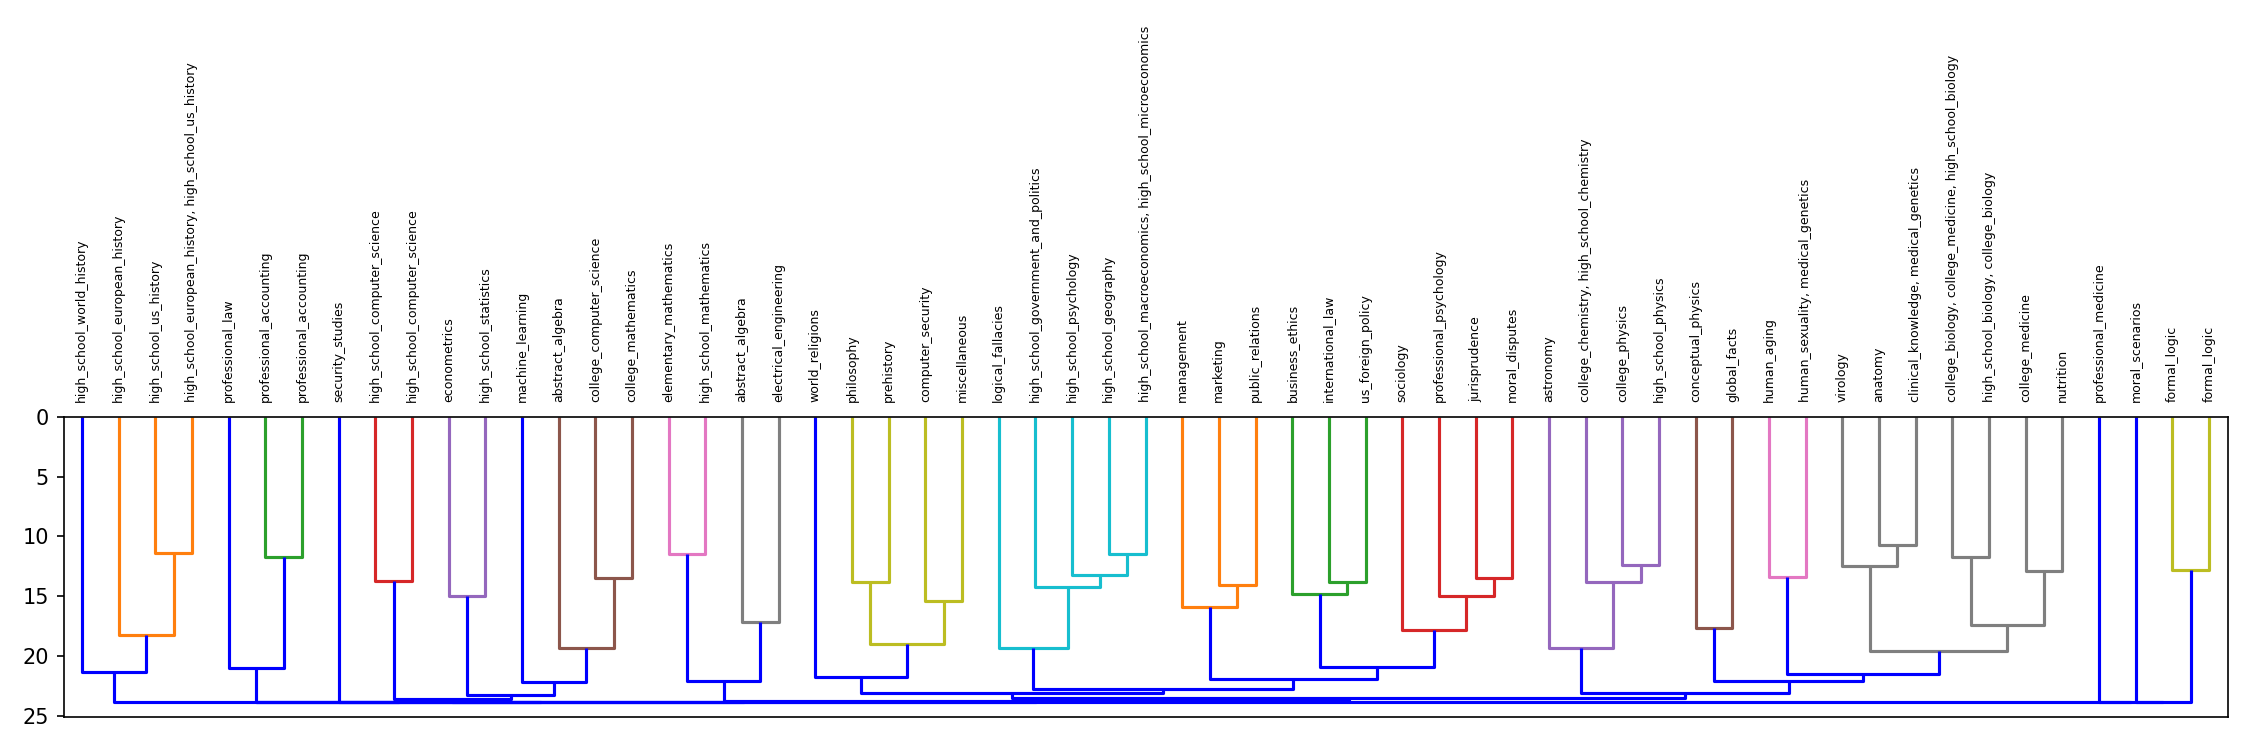 high_school_world_history
high_school_european_history
high_school_us_history
high_school_european_history, high_school_us_history
professional_law
professional_accounting
professional_accounting
security_studies
high_school_computer_science
high_school_computer_science
econometrics
high_school_statistics
machine_learning
abstract_algebra
college_computer_science
college_mathematics
elementary_mathematics
high_school_mathematics
abstract_algebra
electrical_engineering
world_religions
philosophy
prehistory
computer_security
miscellaneous
logical_fallacies
high_school_government_and_politics
high_school_psychology
high_school_geography
high_school_macroeconomics, high_school_microeconomics
management
marketing
public_relations
business_ethics
international_law
us_foreign_policy
sociology
professional_psychology
jurisprudence
moral_disputes
astronomy
college_chemistry, high_school_chemistry
college_physics
high_school_physics
conceptual_physics
global_facts
human_aging
human_sexuality, medical_genetics
virology
anatomy
clinical_knowledge, medical_genetics
college_biology, college_medicine, high_school_biology
high_school_biology, college_biology
college_medicine
nutrition
professional_medicine
moral_scenarios
formal_logic
formal_logic
0
5
10
15
20
25